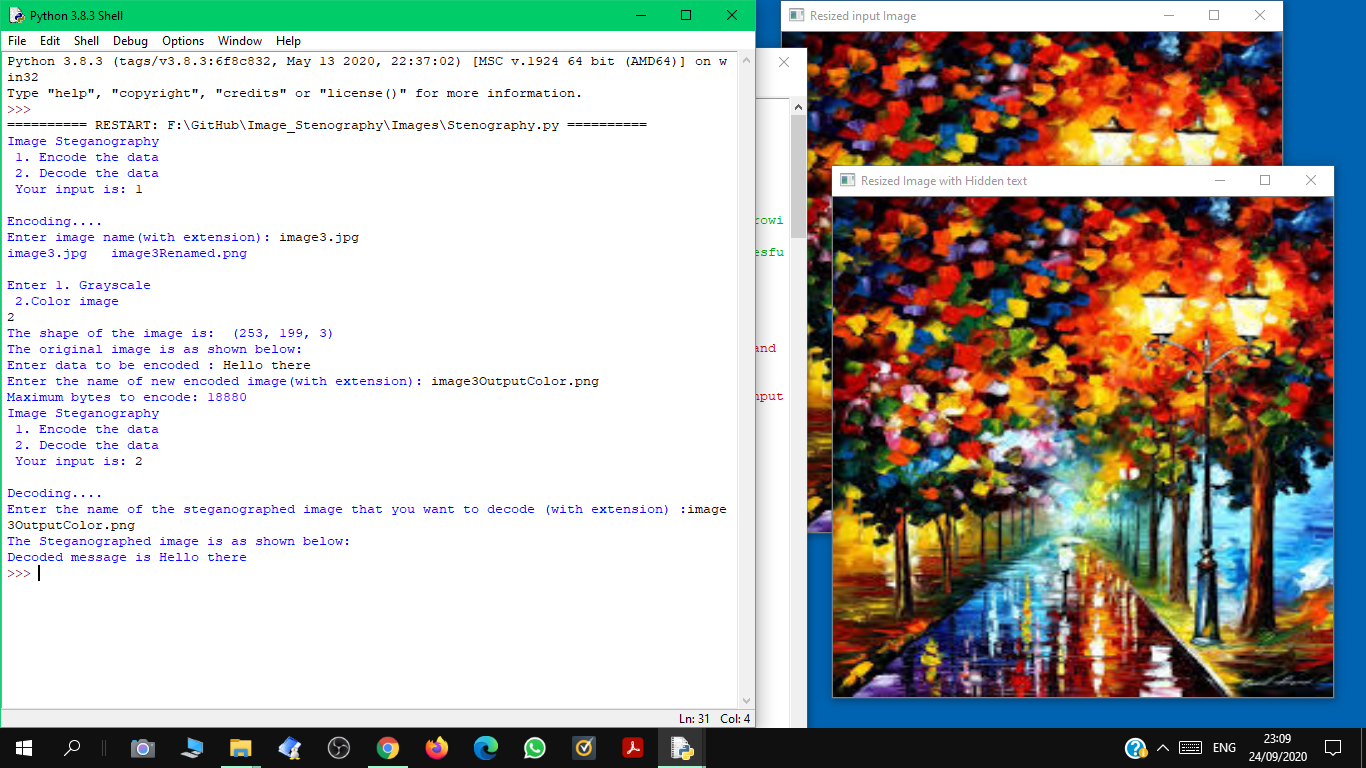 Python 3.8.3 Shell
File Edit Shell Debug Options Window Help
Python 3.8.3 (tags/v3.8.3:6f8c832, May 13 2020, 22:37:02) [MSC v.1924 64 bit (AMD64)] on w
in32
Type "help", "copyright", "credits" or "license()" for more information.
>>>
========== RESTART: F:\GitHub\Image_Stenography\Images\Stenography.py ==========
Image Steganography
 1. Encode the data
 2. Decode the data
 Your input is: 1

Encoding....
Enter image name(with extension): image3.jpg
image3.jpg   image3Renamed.png

Enter 1. Grayscale
 2.Color image
2
The shape of the image is:  (253, 199, 3)
The original image is as shown below:
Enter data to be encoded : Hello there
Enter the name of new encoded image(with extension): image3OutputColor.png
Maximum bytes to encode: 18880
Image Steganography
 1. Encode the data
 2. Decode the data
 Your input is: 2

Decoding....
Enter the name of the steganographed image that you want to decode (with extension) :image
3OutputColor.png
The Steganographed image is as shown below:
Decoded message is Hello there
>>>
Ln: 31 Col: 4
rowi
esfu
and
nput
Resized input Image
Resized Image with Hidden text
ENG
23:09
24/09/2020